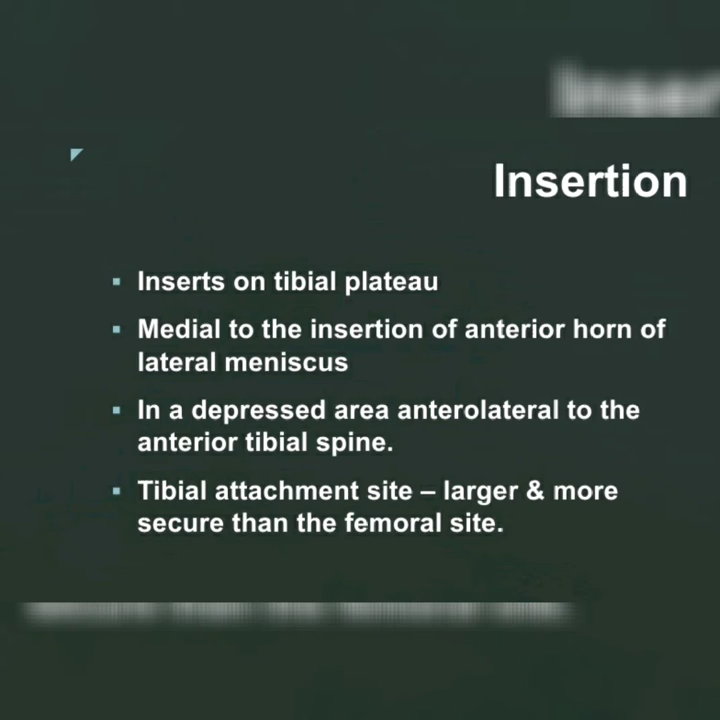 Insertion
▪ Inserts on tibial plateau
▪ Medial to the insertion of anterior horn of
lateral meniscus
▪ In a depressed area anterolateral to the
anterior tibial spine.
▪ Tibial attachment site – larger & more
secure than the femoral site.